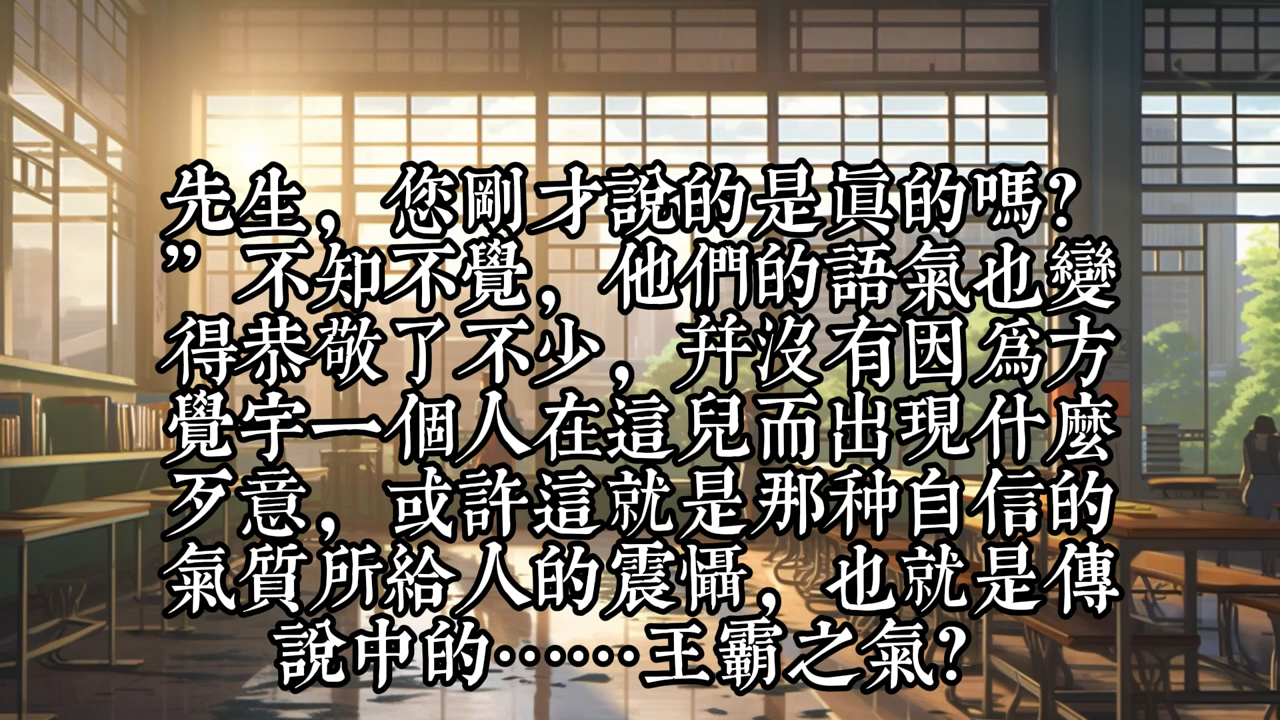 先生，您剛才説的是眞的嗎？
”不知不覺，他們的語氣也變
得恭敬了不少，幷沒有因爲方
覺宇一個人在這兒而出現什麼
歹意，或許這就是那种自信的
氣質所給人的震懾，也就是傳
説中的……王霸之氣？